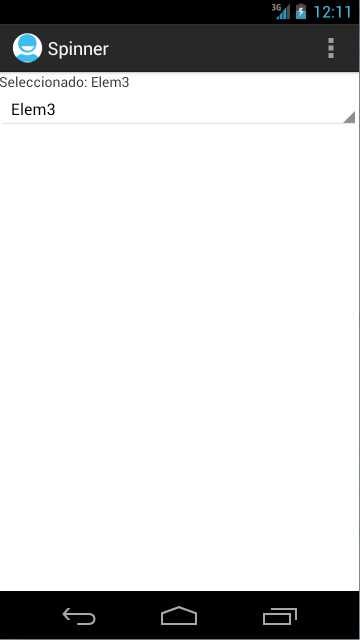 3G 12:11
Spinner
Seleccionado: Elem3
Elem3